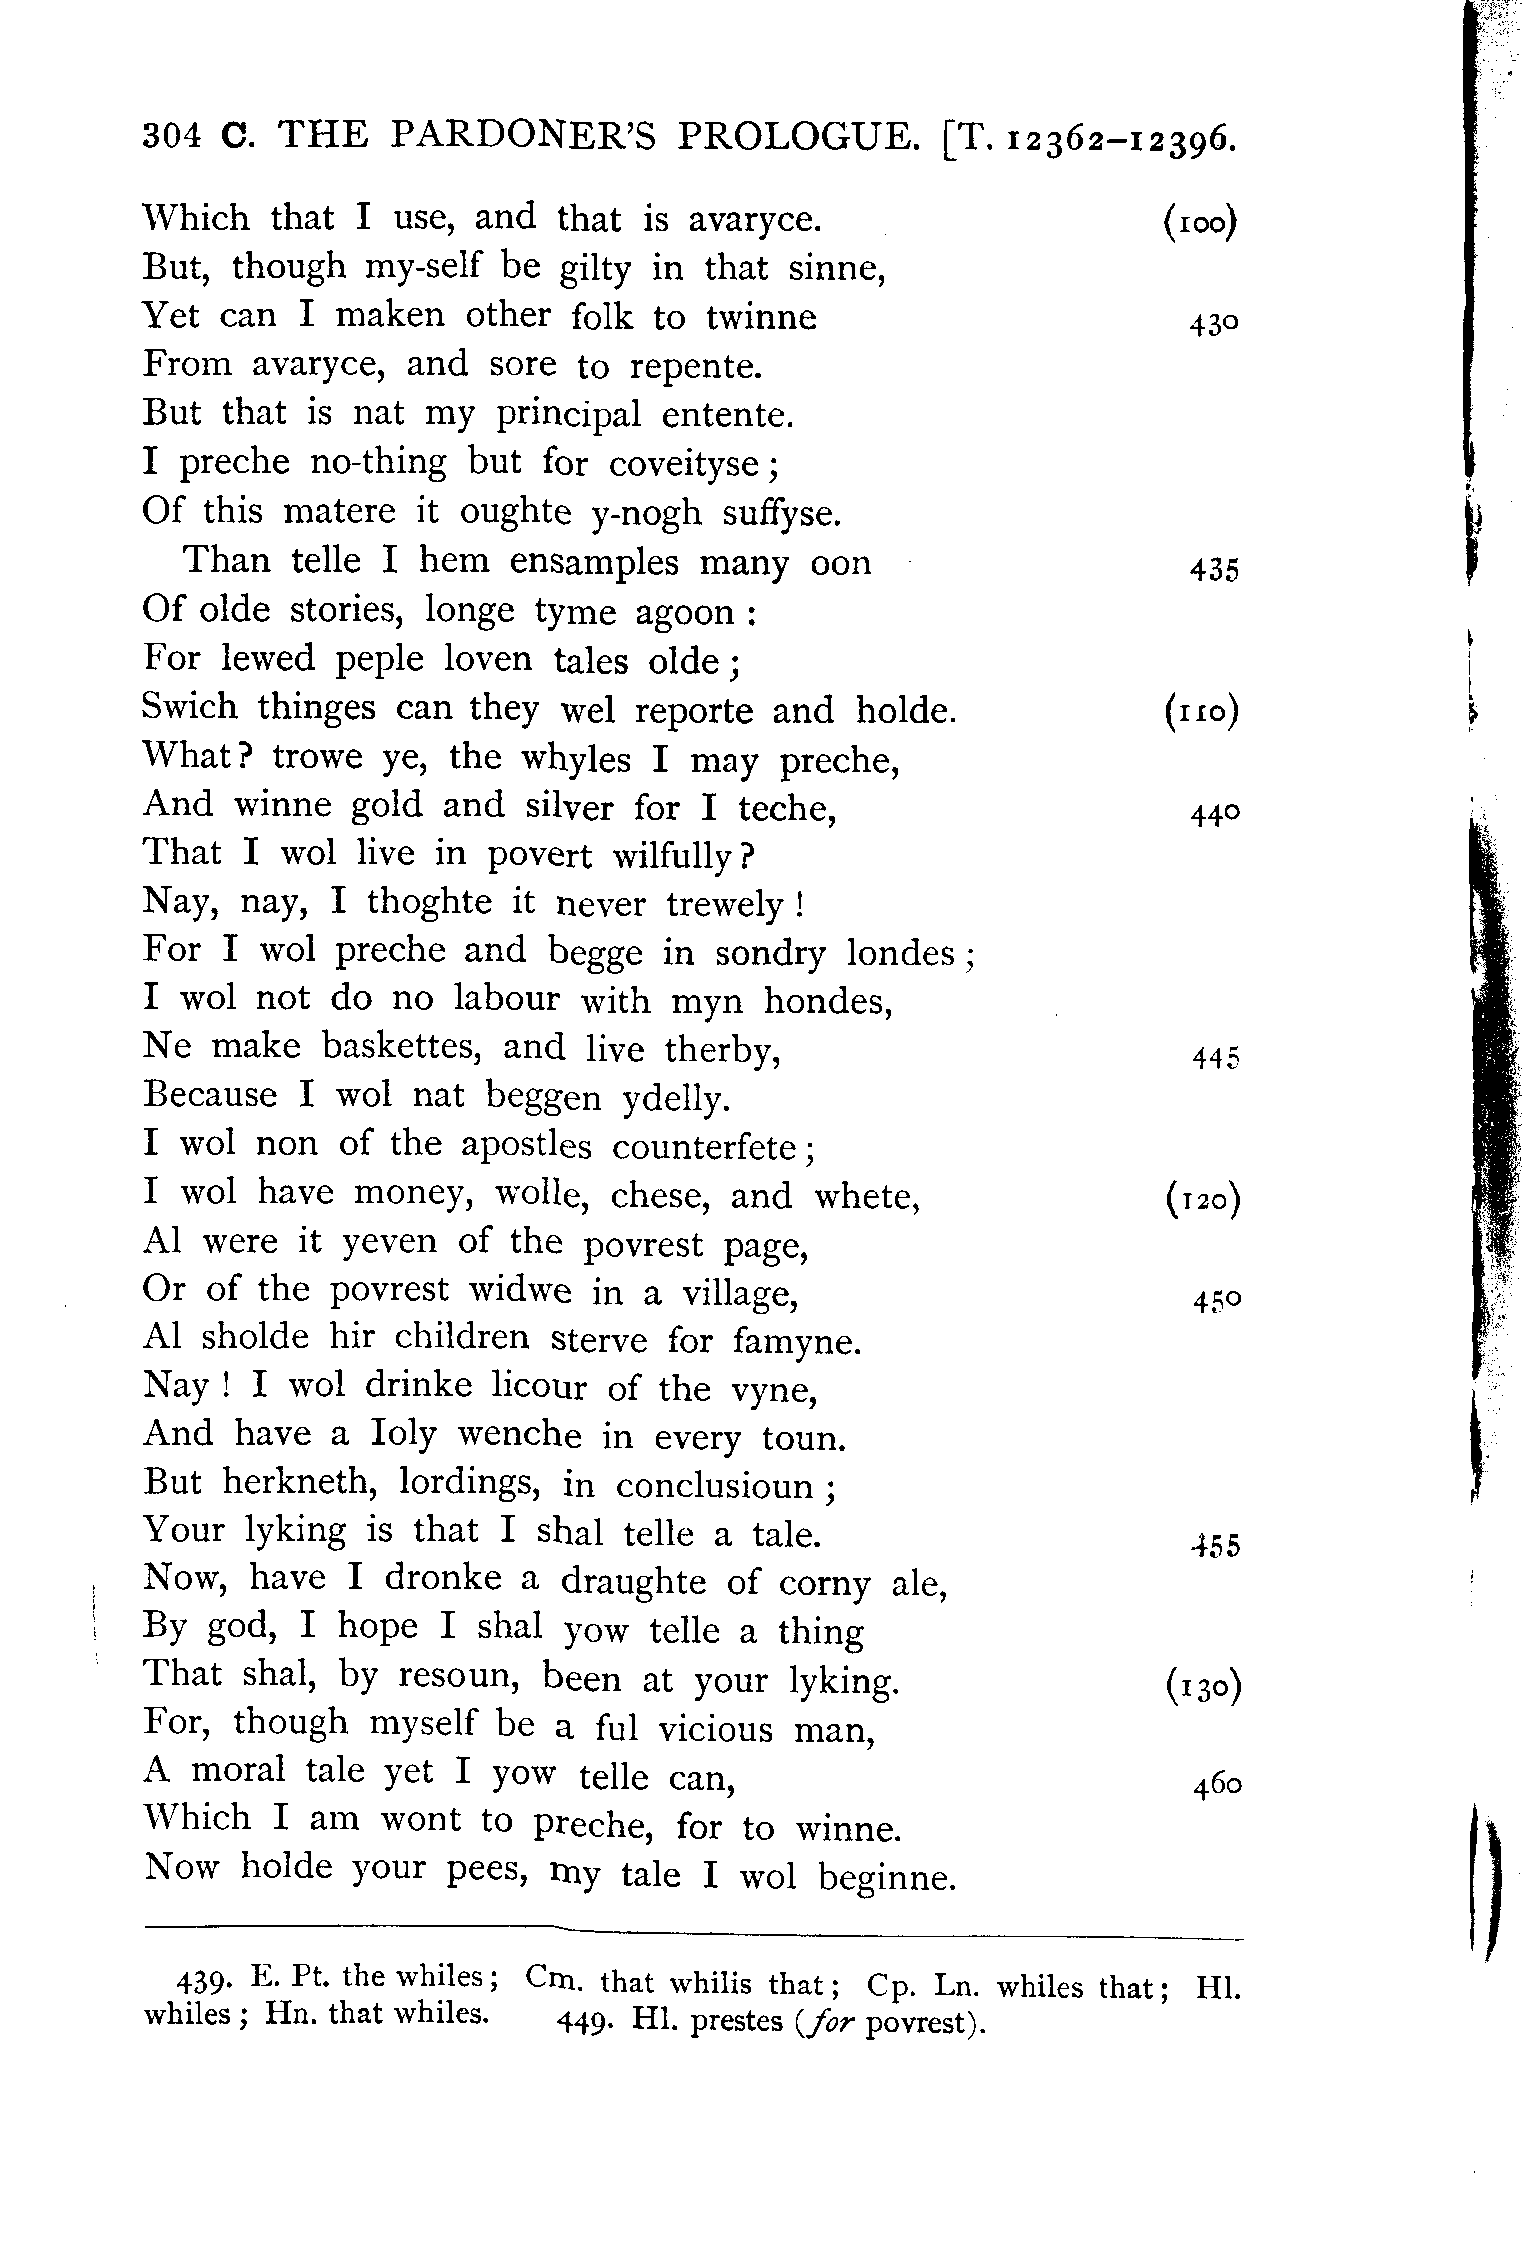 304 C. THE PARDONER'S PROLOGUE. [T. 12362–12396.
Which that I use, and that is avaryce. (100)
But, though my-self be gilty in that sinne,
Yet can I maken other folk to twinne 430
From avaryce, and sore to repente.
But that is nat my principal entente.
I preche no-thing but for coveityse ;
Of this matere it oughte y-nogh suffyse.
Than telle I hem ensamples many oon 435
Of olde stories, longe tyme agoon :
For lewed peple loven tales olde ;
Swich thinges can they wel reporte and holde. (110)
What? trowe ye, the whyles I may preche,
And winne gold and silver for I teche, 440
That I wol live in povert wilfully?
Nay, nay, I thoghte it never trewely !
For I wol preche and begge in sondry londes ;
I wol not do no labour with myn hondes,
Ne make baskettes, and live therby, 445
Because I wol nat beggen ydelly.
I wol non of the apostles counterfete ;
I wol have money, wolle, chese, and whete, (120)
Al were it yeven of the povrest page,
Or of the povrest widwe in a village, 450
Al sholde hir children sterve for famyne.
Nay ! I wol drinke licour of the vyne,
And have a Ioly wenche in every toun.
But herkneth, lordings, in conclusioun ;
Your lyking is that I shal telle a tale. 455
Now, have I dronke a draughte of corny ale,
By god, I hope I shal yow telle a thing
That shal, by resoun, been at your lyking. (130)
For, though myself be a ful vicious man,
A moral tale yet I yow telle can, 460
Which I am wont to preche, for to winne.
Now holde your pees, my tale I wol beginne.
439. E. Pt. the whiles ; Cm. that whilis that ; Cp. Ln. whiles that ; Hl.
whiles ; Hn. that whiles. 449. Hl. prestes (for povrest).